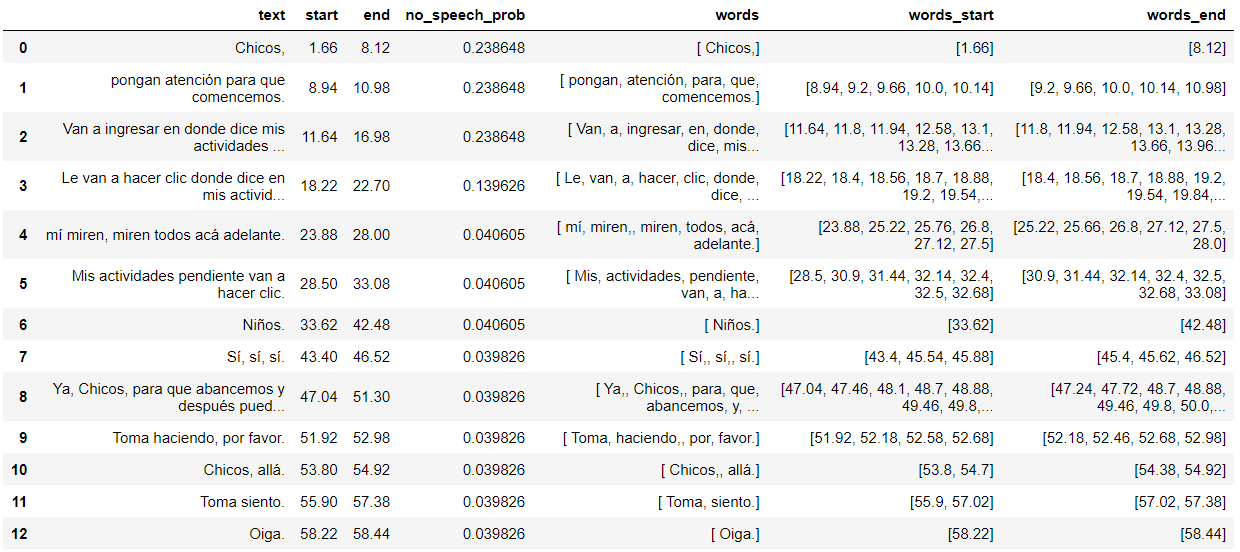 text start end no_speech_prob words words_start words_end
0 Chicos, 1.66 8.12 0.238648 [ Chicos,] [1.66] [8.12]
1 pongan atención para que comencemos. 8.94 10.98 0.238648 [ pongan, atención, para, que, comencemos.] [8.94, 9.2, 9.66, 10.0, 10.14] [9.2, 9.66, 10.0, 10.14, 10.98]
2 Van a ingresar en donde dice mis actividades ... 11.64 16.98 0.238648 [ Van, a, ingresar, en, donde, dice, mis... [11.64, 11.8, 11.94, 12.58, 13.1, 13.28, 13.66... [11.8, 11.94, 12.58, 13.1, 13.28, 13.66, 13.96...
3 Le van a hacer clic donde dice en mis activid... 18.22 22.70 0.139626 [ Le, van, a, hacer, clic, donde, dice, ... [18.22, 18.4, 18.56, 18.7, 18.88, 19.2, 19.54,... [18.4, 18.56, 18.7, 18.88, 19.2, 19.54, 19.84,...
4 mí miren, miren todos acá adelante. 23.88 28.00 0.040605 [ mí, miren,, miren, todos, acá, adelante.] [23.88, 25.22, 25.76, 26.8, 27.12, 27.5] [25.22, 25.66, 26.8, 27.12, 27.5, 28.0]
5 Mis actividades pendiente van a hacer clic. 28.50 33.08 0.040605 [ Mis, actividades, pendiente, van, a, ha... [28.5, 30.9, 31.44, 32.14, 32.4, 32.5, 32.68] [30.9, 31.44, 32.14, 32.4, 32.5, 32.68, 33.08]
6 Niños. 33.62 42.48 0.040605 [ Niños.] [33.62] [42.48]
7 Sí, sí, sí. 43.40 46.52 0.039826 [ Sí,, sí,, sí.] [43.4, 45.54, 45.88] [45.4, 45.62, 46.52]
8 Ya, Chicos, para que abancemos y después pued... 47.04 51.30 0.039826 [ Ya,, Chicos,, para, que, abancemos, y, ... [47.04, 47.46, 48.1, 48.7, 48.88, 49.46, 49.8,... [47.24, 47.72, 48.7, 48.88, 49.46, 49.8, 50.0,...
9 Toma haciendo, por favor. 51.92 52.98 0.039826 [ Toma, haciendo,, por, favor.] [51.92, 52.18, 52.58, 52.68] [52.18, 52.46, 52.68, 52.98]
10 Chicos, allá. 53.80 54.92 0.039826 [ Chicos,, allá.] [53.8, 54.7] [54.38, 54.92]
11 Toma siento. 55.90 57.38 0.039826 [ Toma, siento.] [55.9, 57.02] [57.02, 57.38]
12 Oiga. 58.22 58.44 0.039826 [ Oiga.] [58.22] [58.44]